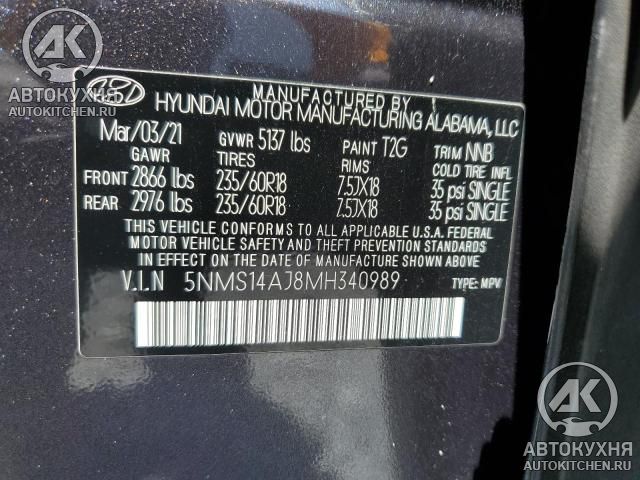 AK
АВТОКУХНЯ
AUTOKITCHEN.RU
MANUFACTURED BY
HYUNDAI MOTOR MANUFACTURING ALABAMA, LLC
Mar/03/21 GVWR 5137 lbs PAINT T2G TRIM NNB
GAWR TIRES RIMS COLD TIRE INFL
FRONT 2866 lbs 235/60R18 7.5JX18 35 psi SINGLE
REAR 2976 lbs 235/60R18 7.5JX18 35 psi SINGLE
THIS VEHICLE CONFORMS TO ALL APPLICABLE U.S.A. FEDERAL
MOTOR VEHICLE SAFETY AND THEFT PREVENTION STANDARDS
IN EFFECT ON THE DATE OF MANUFACTURE SHOWN ABOVE.
V.I.N 5NMS14AJ8MH340989 TYPE: MPV
AK
АВТОКУХНЯ
AUTOKITCHEN.RU